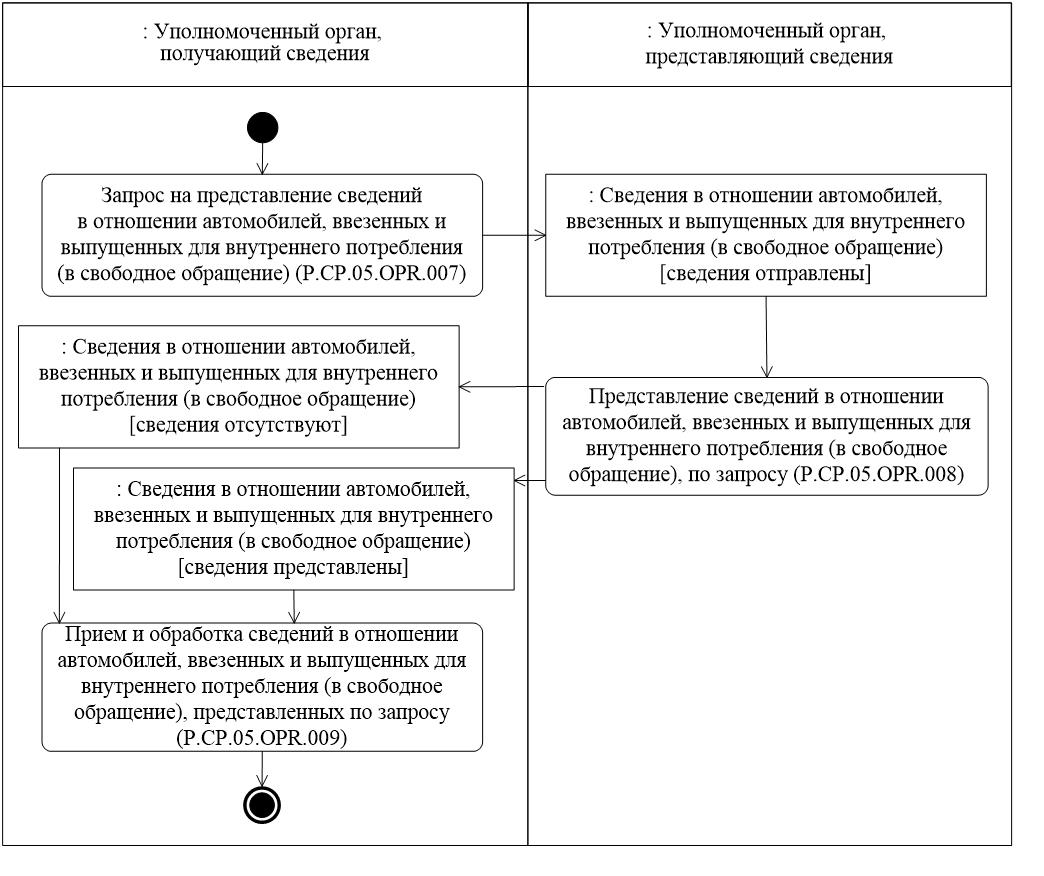 : Уполномоченный орган,
получающий сведения
: Уполномоченный орган,
представляющий сведения
Запрос на представление сведений
в отношении автомобилей, ввезенных и
выпущенных для внутреннего потребления
(в свободное обращение) (P.CP.05.OPR.007)
: Сведения в отношении автомобилей,
ввезенных и выпущенных для внутреннего
потребления (в свободное обращение)
[сведения отправлены]
: Сведения в отношении автомобилей,
ввезенных и выпущенных для внутреннего
потребления (в свободное обращение)
[сведения отсутствуют]
Представление сведений в отношении
автомобилей, ввезенных и выпущенных для
внутреннего потребления (в свободное
обращение), по запросу (P.CP.05.OPR.008)
: Сведения в отношении автомобилей,
ввезенных и выпущенных для внутреннего
потребления (в свободное обращение)
[сведения представлены]
Прием и обработка сведений в отношении
автомобилей, ввезенных и выпущенных для
внутреннего потребления (в свободное
обращение), представленных по запросу
(P.CP.05.OPR.009)